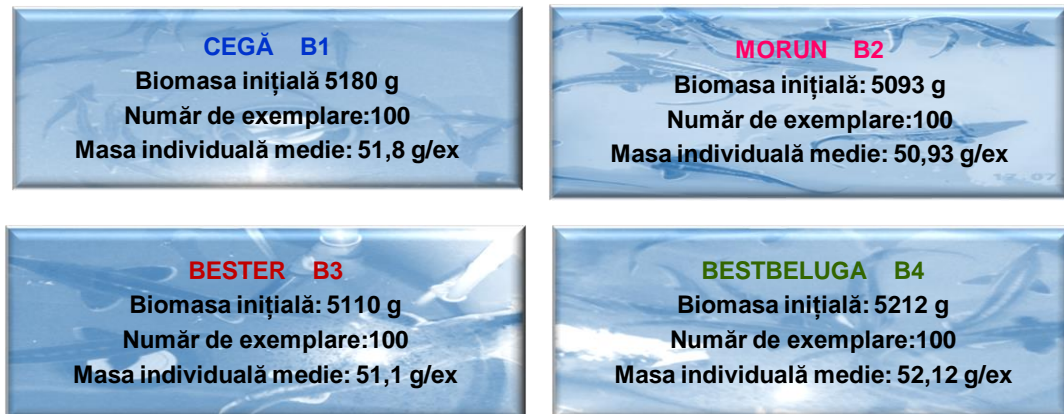 CEGĂ B1
Biomasa inițială 5180 g
Număr de exemplare:100
Masa individuală medie: 51,8 g/ex
MORUN B2
Biomasa inițială: 5093 g
Număr de exemplare:100
Masa individuală medie: 50,93 g/ex
17.07
BESTER B3
Biomasa inițială: 5110 g
Număr de exemplare:100
Masa individuală medie: 51,1 g/ex
BESTBELUGA B4
Biomasa inițială: 5212 g
Număr de exemplare:100
Masa individuală medie: 52,12 g/ex